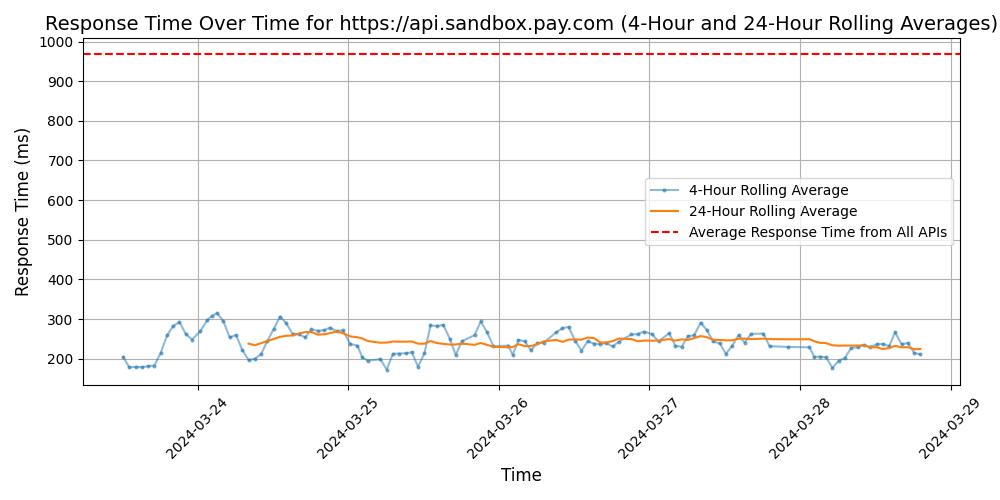 Response Time Over Time for https://api.sandbox.pay.com (4-Hour and 24-Hour Rolling Averages)
1000
900
800
700
600
500
400
300
200
Response Time (ms)
4-Hour Rolling Average
24-Hour Rolling Average
Average Response Time from All APIs
2024-03-24
2024-03-25
2024-03-26
2024-03-27
2024-03-28
2024-03-29
Time